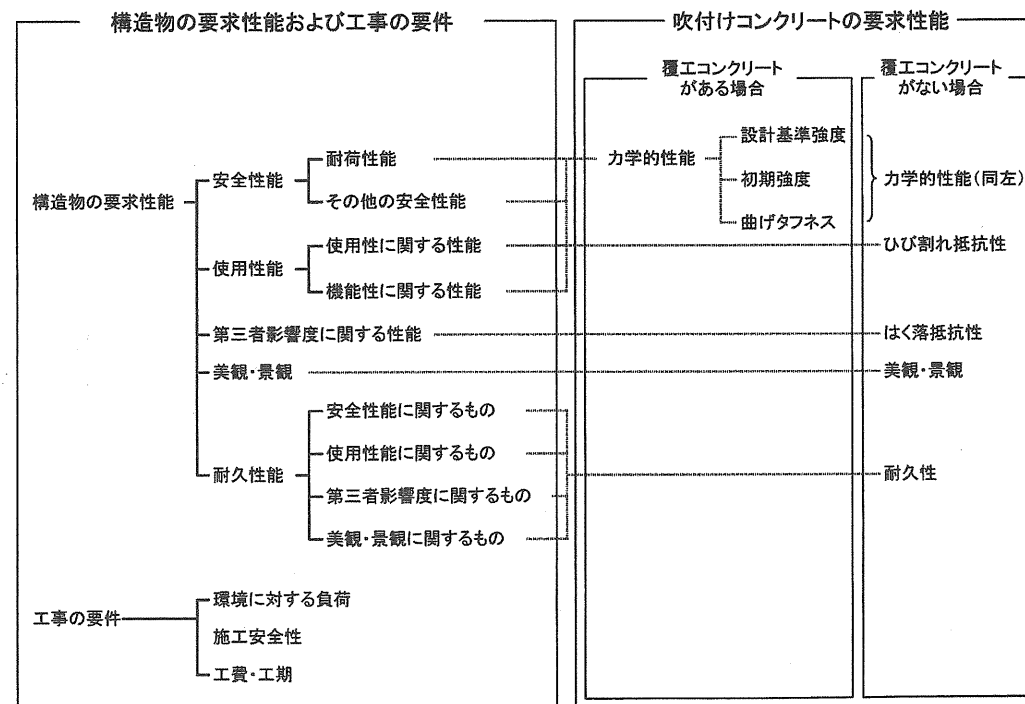 構造物の要求性能および工事の要件
吹付けコンクリートの要求性能
覆工コンクリート
がある場合
覆工コンクリート
がない場合
構造物の要求性能
安全性能
耐荷性能
その他の安全性能
使用性能
使用性に関する性能
機能性に関する性能
第三者影響度に関する性能
美観・景観
耐久性能
安全性能に関するもの
使用性能に関するもの
第三者影響度に関するもの
美観・景観に関するもの
工事の要件
環境に対する負荷
施工安全性
工費・工期
力学的性能
設計基準強度
初期強度
曲げタフネス
力学的性能(同左)
ひび割れ抵抗性
はく落抵抗性
美観・景観
耐久性